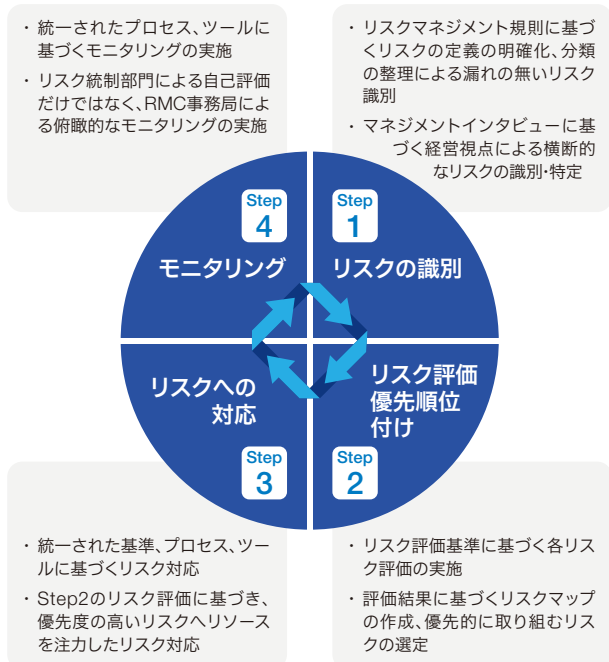 ・ 統一されたプロセス、ツールに
基づくモニタリングの実施
・ リスク統制部門による自己評価
だけではなく、RMC事務局によ
る俯瞰的なモニタリングの実施
・ リスクマネジメント規則に基づ
くリスクの定義の明確化、分類
の整理による漏れの無いリスク
識別
・ マネジメントインタビューに基
づく経営視点による横断的
なリスクの識別・特定
Step
4
モニタリング
Step
1
リスクの識別
リスクへの
対応
Step
3
リスク評価
優先順位
付け
Step
2
・ 統一された基準、プロセス、ツー
ルに基づくリスク対応
・ Step2のリスク評価に基づき、
優先度の高いリスクへリソース
を注力したリスク対応
・ リスク評価基準に基づく各リス
ク評価の実施
・ 評価結果に基づくリスクマップ
の作成、優先的に取り組むリス
クの選定